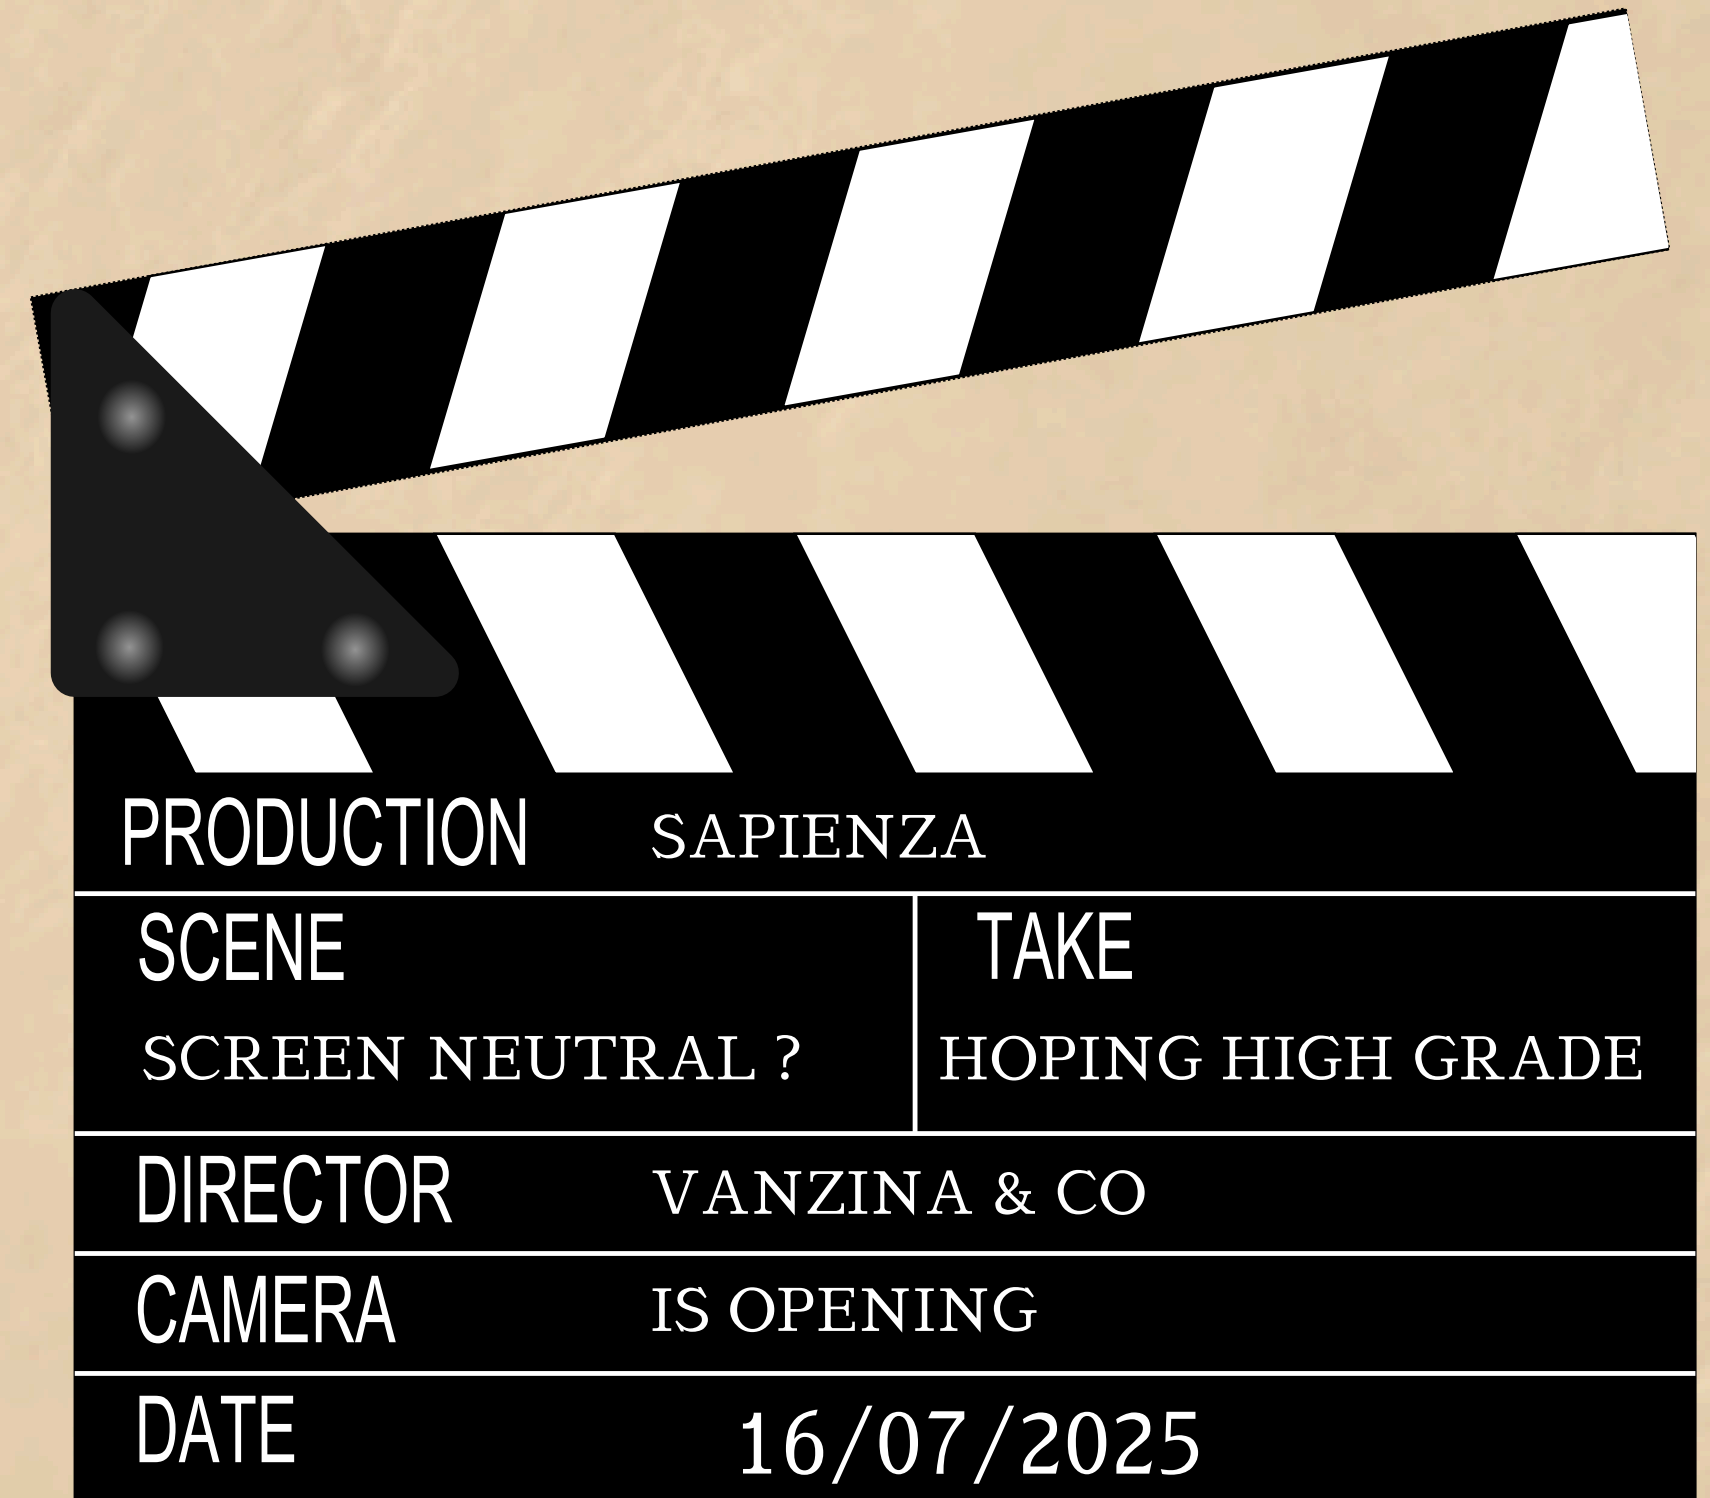 PRODUCTION SAPIENZA
SCENE TAKE
SCREEN NEUTRAL ? HOPING HIGH GRADE
DIRECTOR VANZINA & CO
CAMERA IS OPENING
DATE 16/07/2025